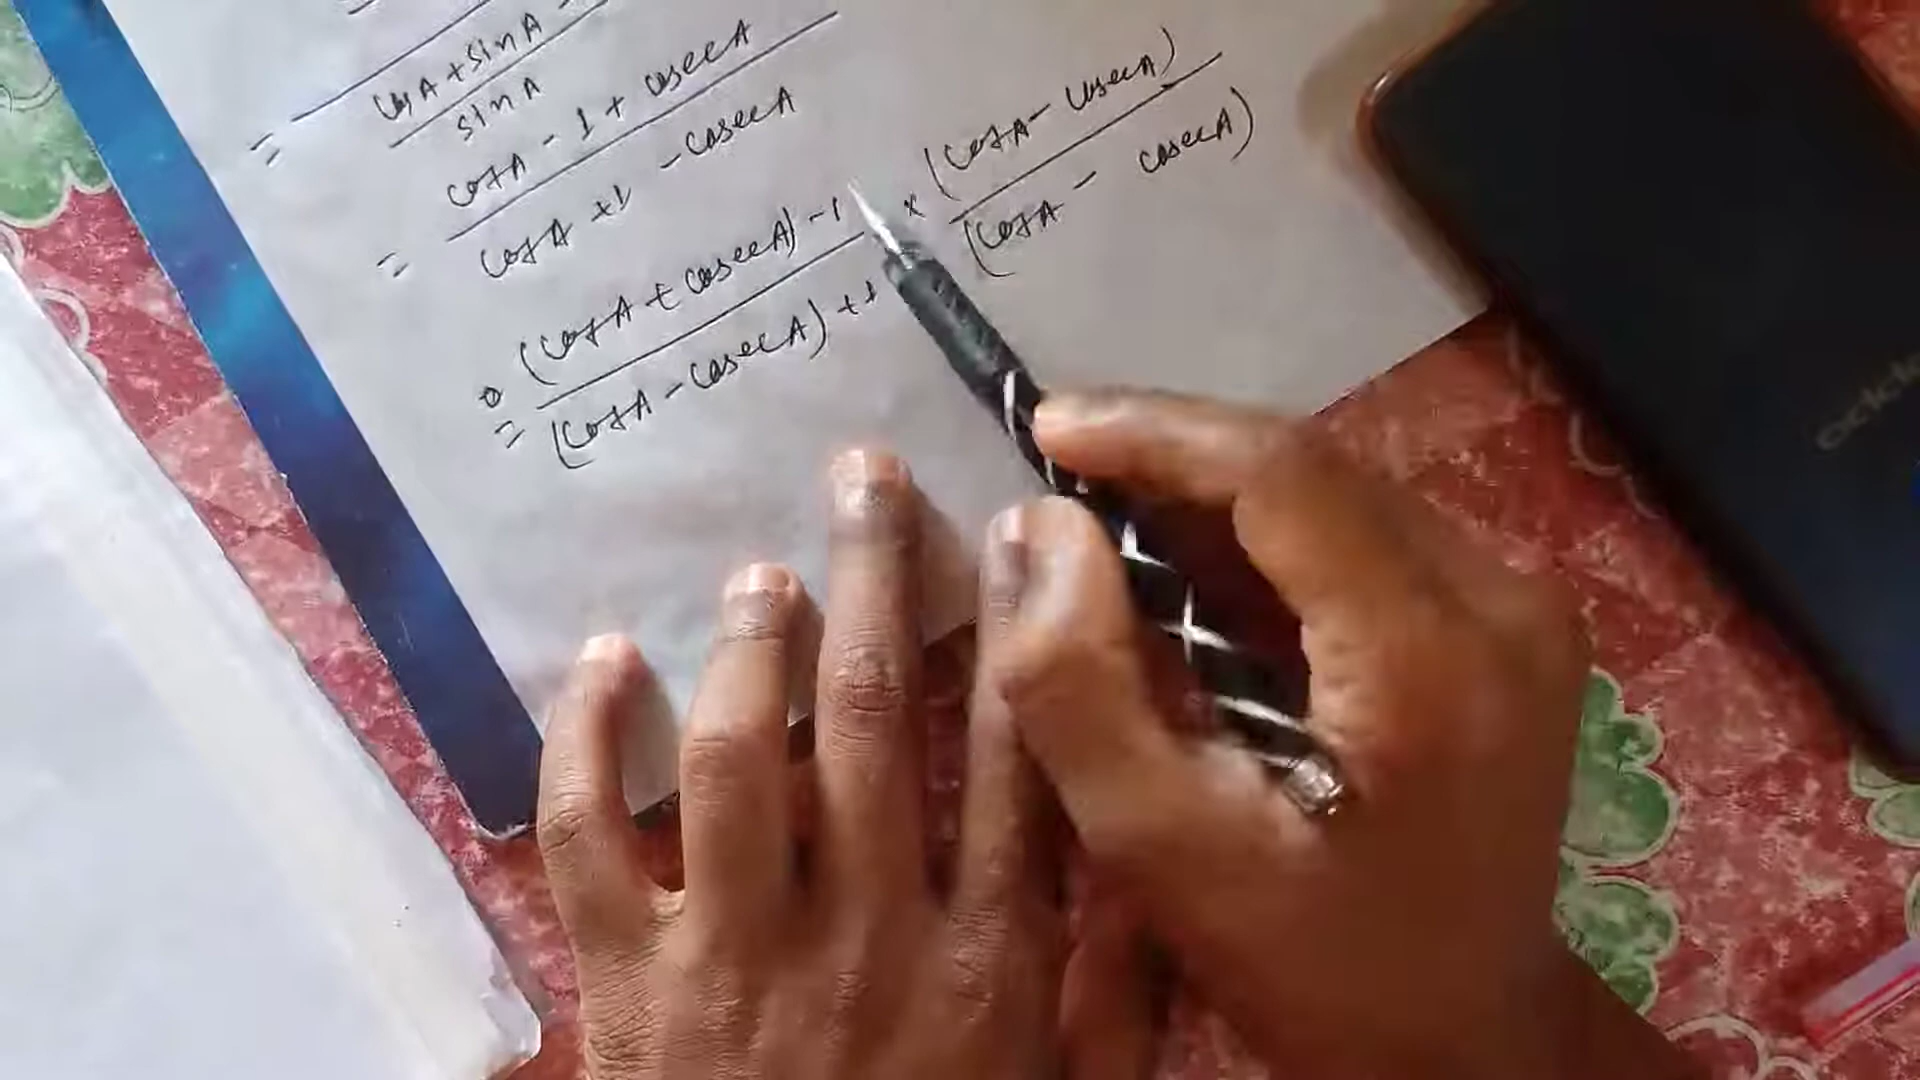 cosA + sinA -
sinA
= cotA - 1 + cosecA
cotA + 1 - cosecA
= (cotA + cosecA) - 1 × (cotA - cosecA)
(cotA - cosecA) + 1 (cotA - cosecA)